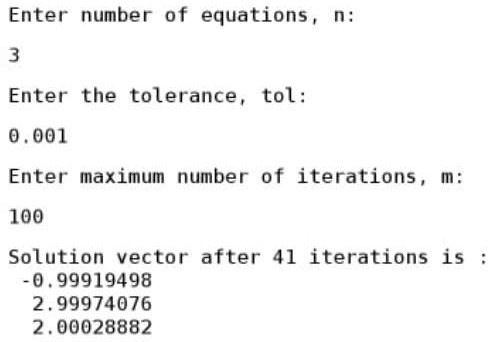 Enter number of equations, n:
3
Enter the tolerance, tol:
0.001
Enter maximum number of iterations, m:
100
Solution vector after 41 iterations is :
-0.99919498
2.99974076
2.00028882